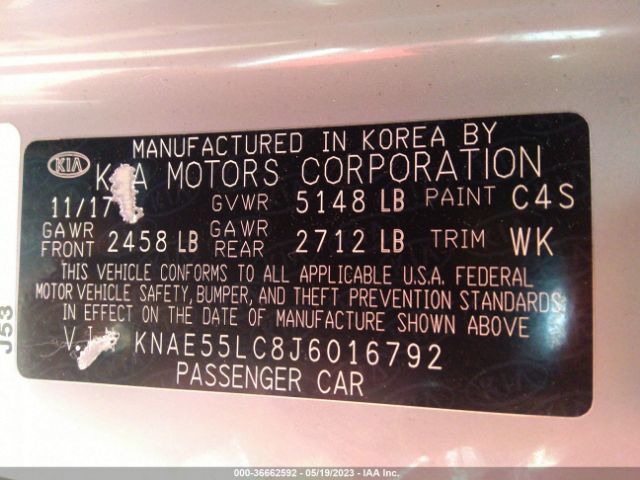 MANUFACTURED IN KOREA BY
KIA K A MOTORS CORPORATION
11/17 GVWR 5148 LB PAINT C4S
GAWR FRONT 2458 LB GAWR REAR 2712 LB TRIM WK
THIS VEHICLE CONFORMS TO ALL APPLICABLE U.S.A. FEDERAL
MOTOR VEHICLE SAFETY, BUMPER, AND THEFT PREVENTION STANDARDS
IN EFFECT ON THE DATE OF MANUFACTURE SHOWN ABOVE
KNAE55LC8J6016792
PASSENGER CAR
J53
000-36662592 - 05/19/2023 - IAA Inc.